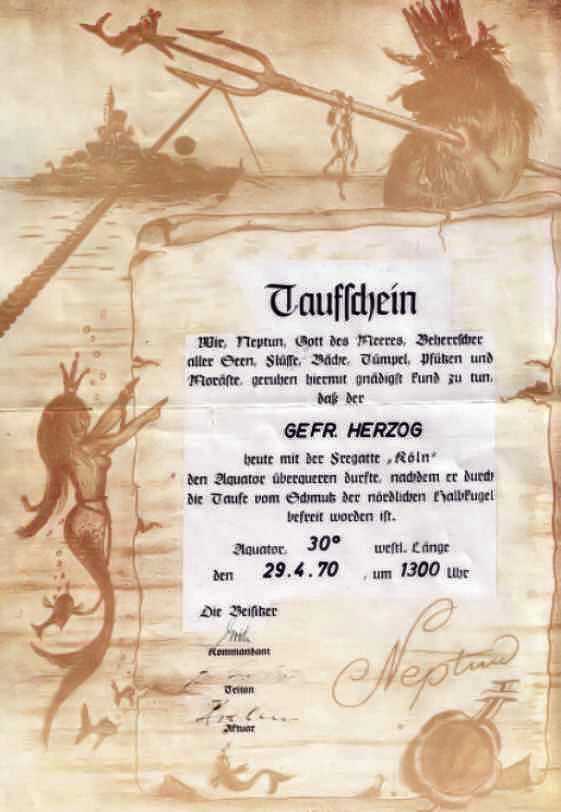 Taufschein
Wir, Neptun, Gott des Meeres, Beherrscher
aller Seen, Flüsse, Bäche, Tümpel, Pfützen und
Moräste, geruhen hiermit gnädigst kund zu tun,
daß der
GEFR. HERZOG
heute mit der Fregatte „Köln“
den Äquator überqueren durfte, nachdem er durch
die Taufe vom Schmutz der nördlichen Halbkugel
befreit worden ist.
Äquator, 30° westl. Länge
den 29.4.70, um 1300 Uhr
Die Beisitzer
Kommandant
Neptun
Triton
Aktuar